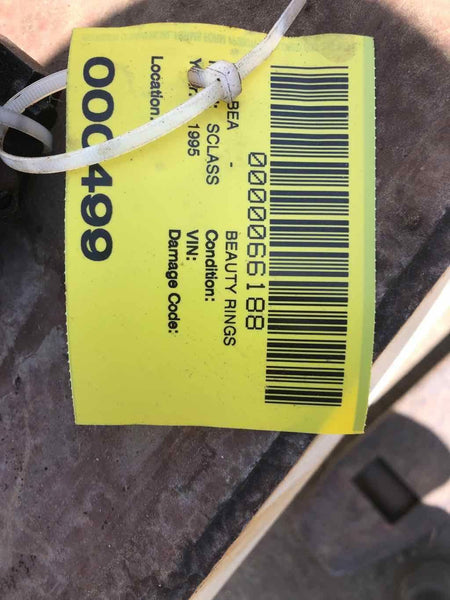 0000066188
BEA - BEAUTY RINGS
SCLASS Condition:
1995 VIN:
Location: Damage Code:
000499